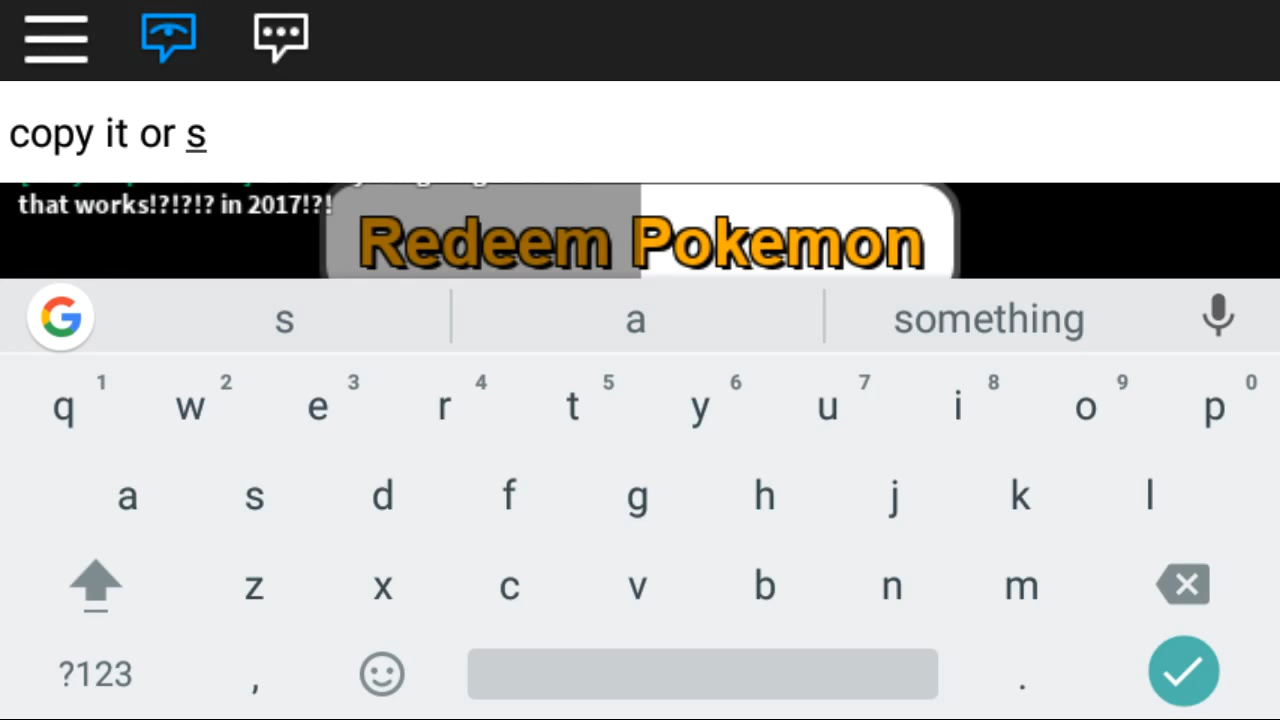 copy it or s
that works!?!?!? in 2017!?!
Redeem Pokemon
s a something
1 2 3 4 5 6 7 8 9 0
q w e r t y u i o p
a s d f g h j k l
z x c v b n m
?123 , .